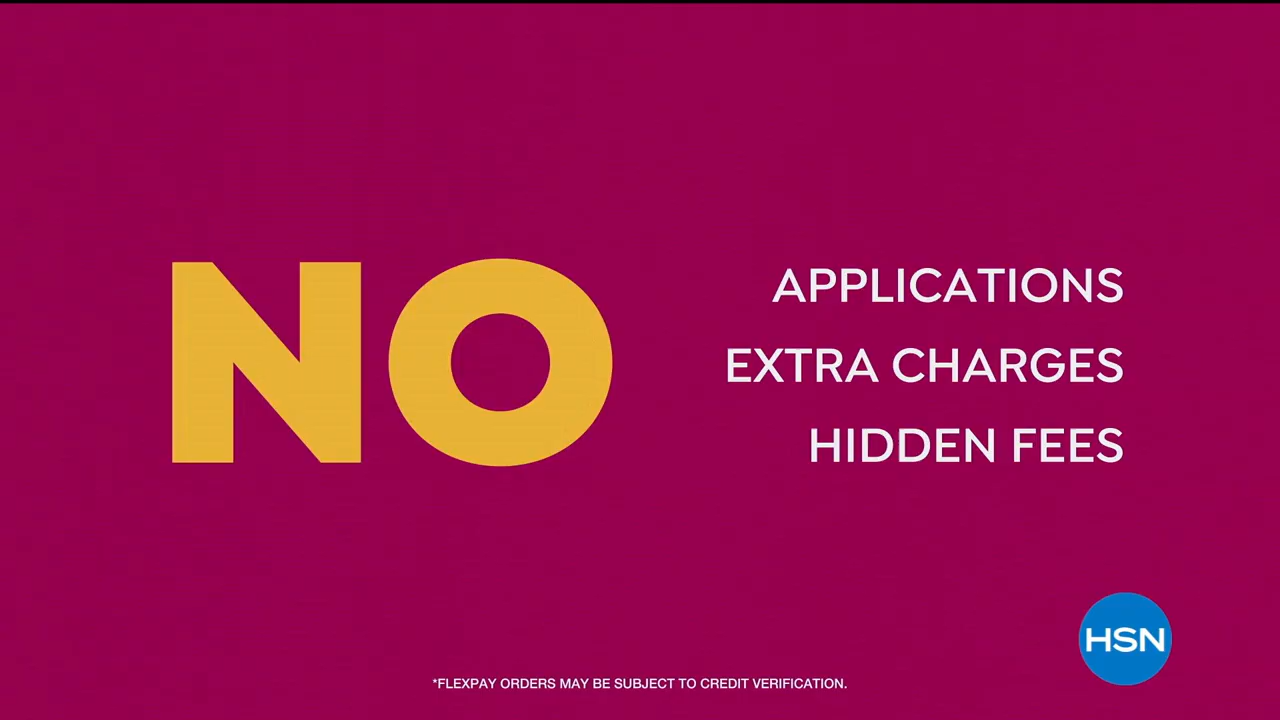 NO
APPLICATIONS
EXTRA CHARGES
HIDDEN FEES
HSN
*FLEXPAY ORDERS MAY BE SUBJECT TO CREDIT VERIFICATION.